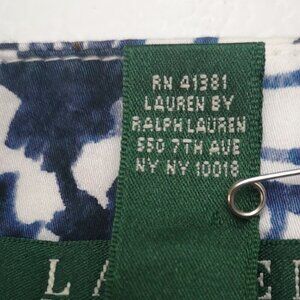 RN 41381
LAUREN BY
RALPH LAUREN
550 7TH AVE
NY NY 10018
L A